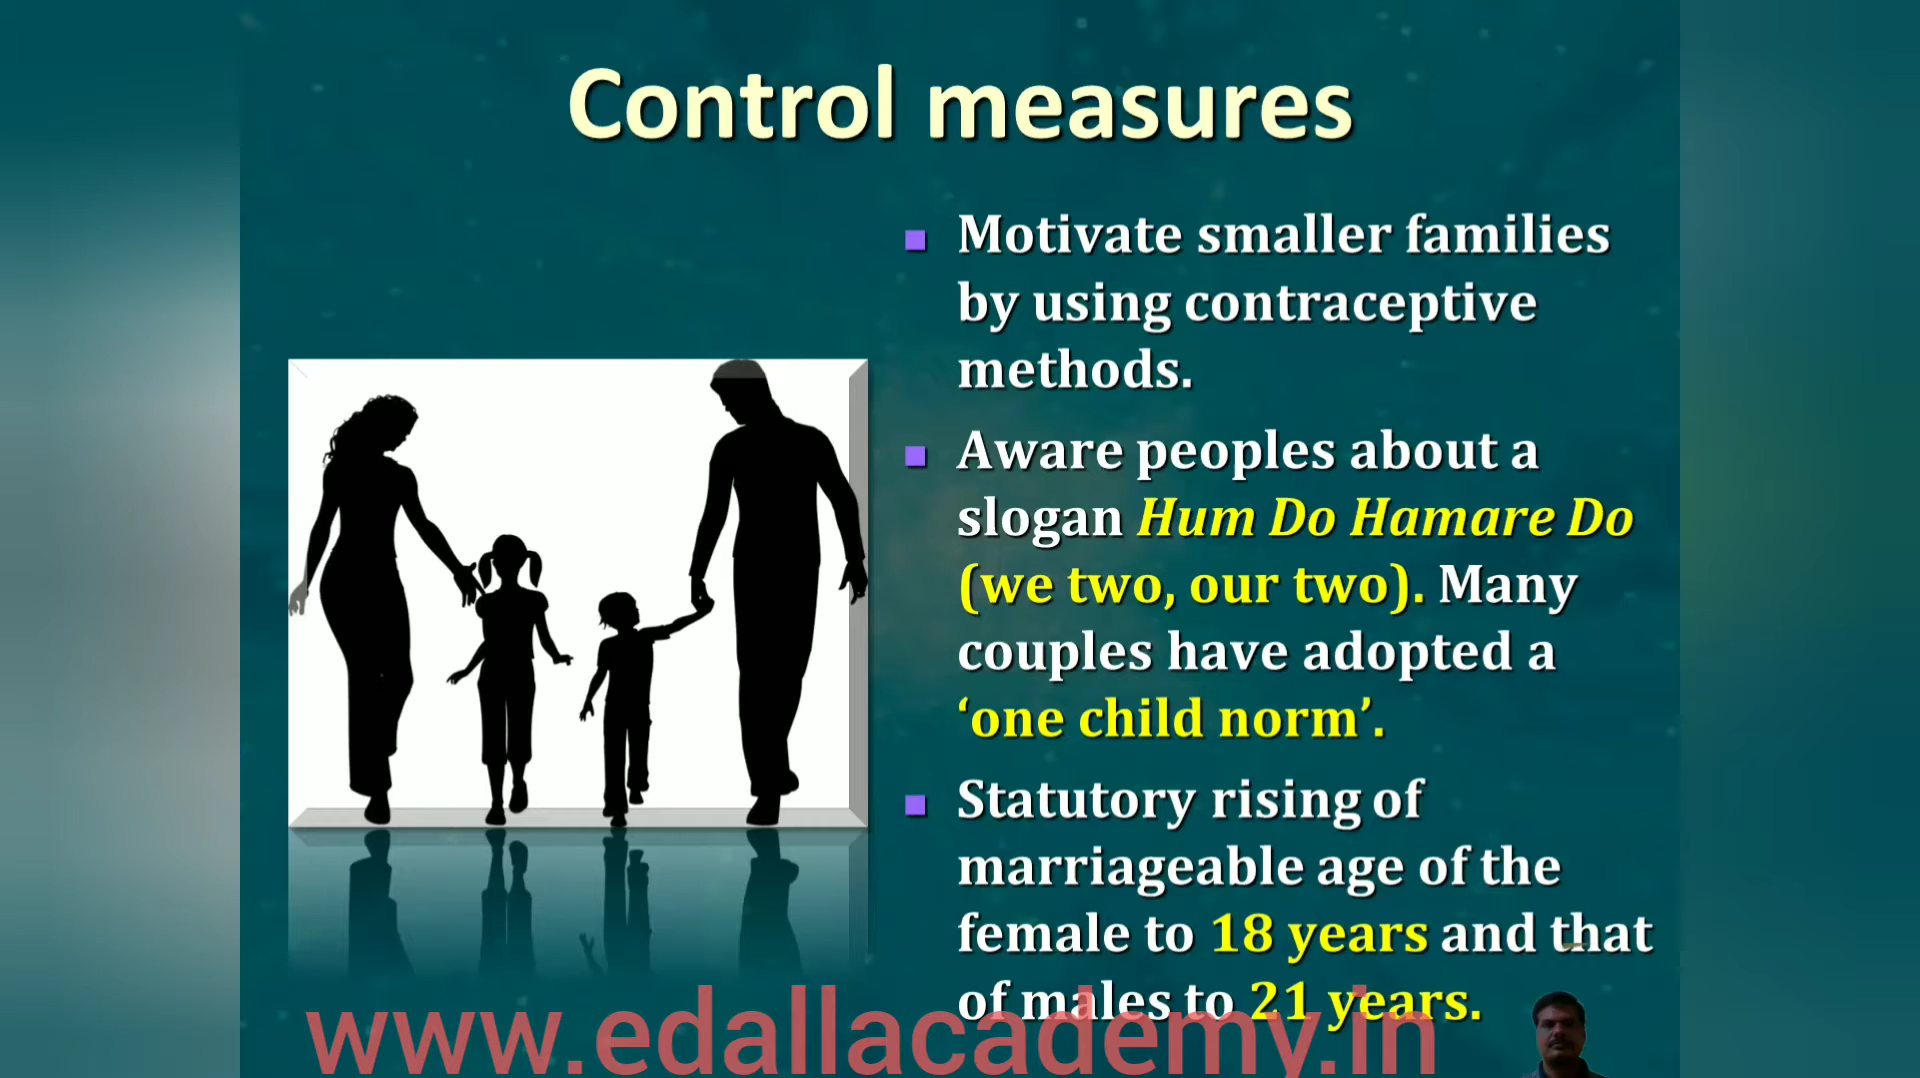 Control measures
Motivate smaller families
by using contraceptive
methods.
Aware peoples about a
slogan Hum Do Hamare Do
(we two, our two). Many
couples have adopted a
‘one child norm’.
Statutory rising of
marriageable age of the
female to 18 years and that
of males to 21 years.
www.edallacademy.in